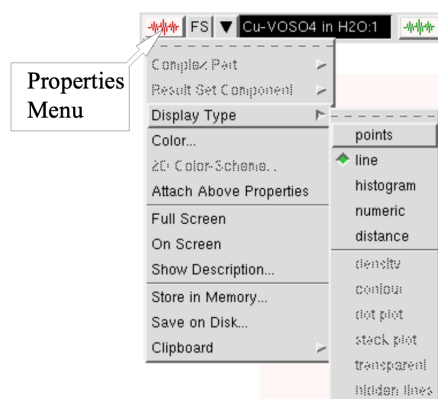 FS Cu-VOSO4 in H2O:1
Properties
Menu
Complex Part
Result Set Component
Display Type
Color...
2D Color-Scheme..
Attach Above Properties
Full Screen
On Screen
Show Description...
Store in Memory...
Save on Disk...
Clipboard
points
line
histogram
numeric
distance
density
contour
dot plot
stack plot
transparent
hidden lines